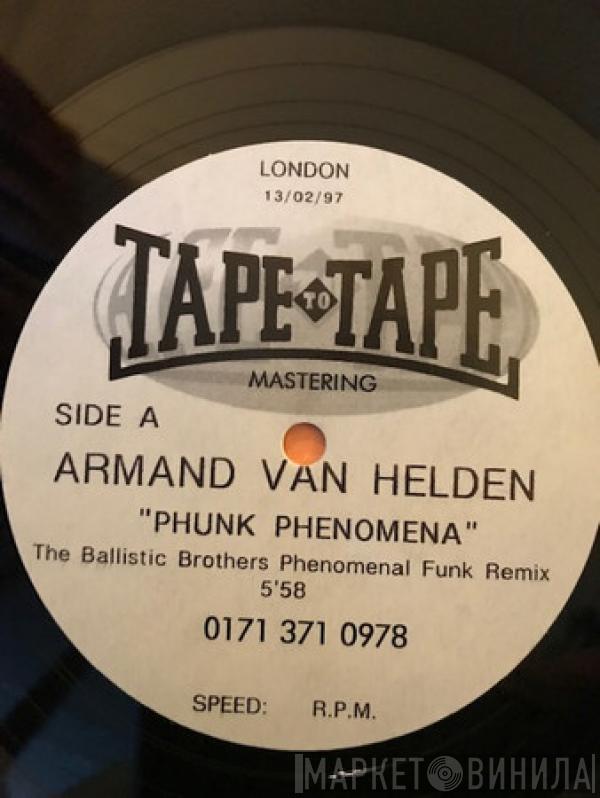 LONDON
13/02/97
TAPE TO TAPE
MASTERING
SIDE A
ARMAND VAN HELDEN
"PHUNK PHENOMENA"
The Ballistic Brothers Phenomenal Funk Remix
5'58
0171 371 0978
SPEED: R.P.M.
МАРКЕТ ВИНИЛА